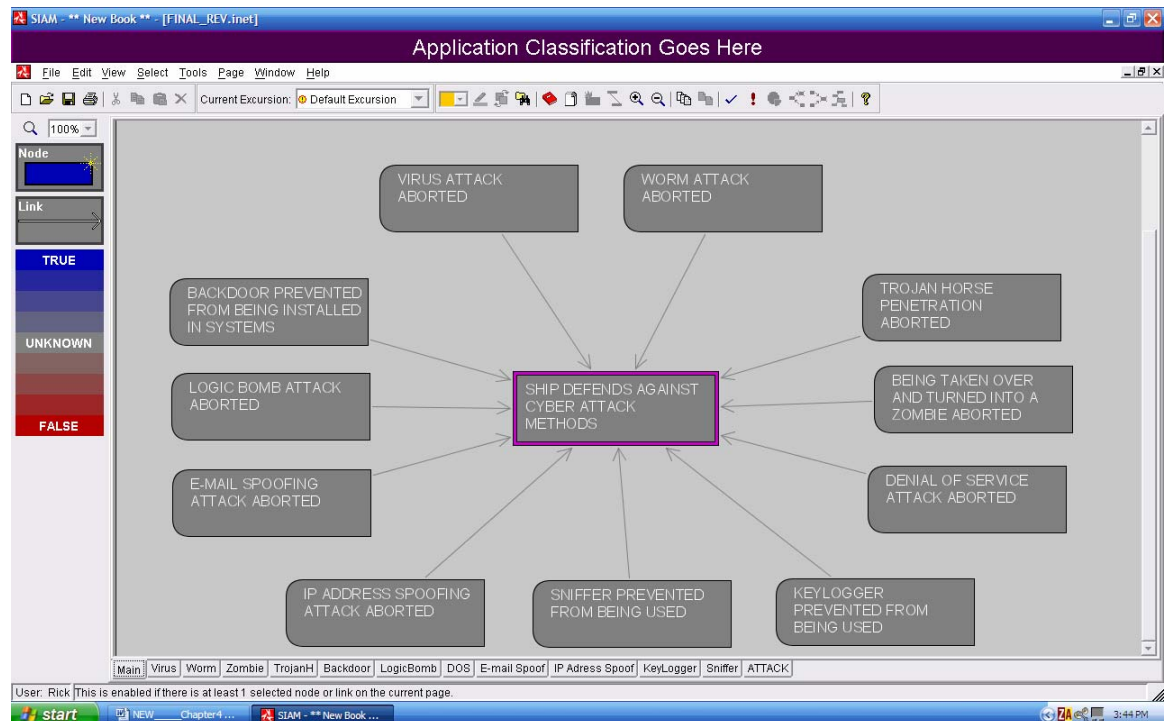 SIAM - ** New Book ** - [FINAL_REV.inet]
Application Classification Goes Here
File Edit View Select Tools Page Window Help
Current Excursion: Default Excursion
100%
Node
Link
TRUE
UNKNOWN
FALSE
VIRUS ATTACK
ABORTED
WORM ATTACK
ABORTED
BACKDOOR PREVENTED
FROM BEING INSTALLED
IN SYSTEMS
TROJAN HORSE
PENETRATION
ABORTED
LOGIC BOMB ATTACK
ABORTED
SHIP DEFENDS AGAINST
CYBER ATTACK
METHODS
BEING TAKEN OVER
AND TURNED INTO A
ZOMBIE ABORTED
E-MAIL SPOOFING
ATTACK ABORTED
DENIAL OF SERVICE
ATTACK ABORTED
IP ADDRESS SPOOFING
ATTACK ABORTED
SNIFFER PREVENTED
FROM BEING USED
KEYLOGGER
PREVENTED FROM
BEING USED
Main Virus Worm Zombie TrojanH Backdoor LogicBomb DOS E-mail Spoof IP Adress Spoof KeyLogger Sniffer ATTACK
User: Rick This is enabled if there is at least 1 selected node or link on the current page.
start NEW____Chapter4 ... SIAM - ** New Book ... ZA 3:44 PM